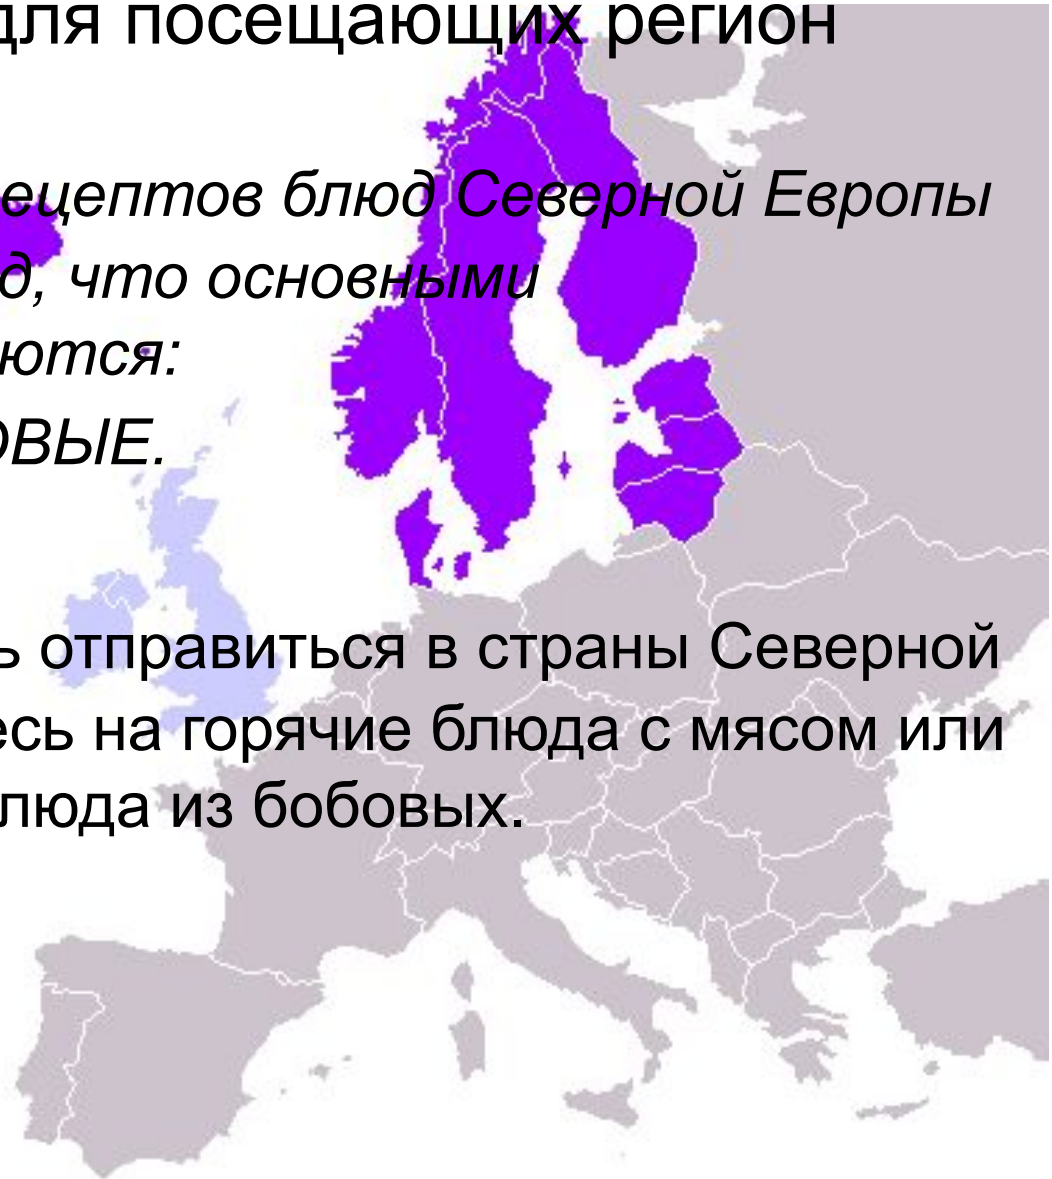 для посещающих регион
ецептов блюд Северной Европы
д, что основными
ются:
ОВЫЕ.
ь отправиться в страны Северной
есь на горячие блюда с мясом или
люда из бобовых.